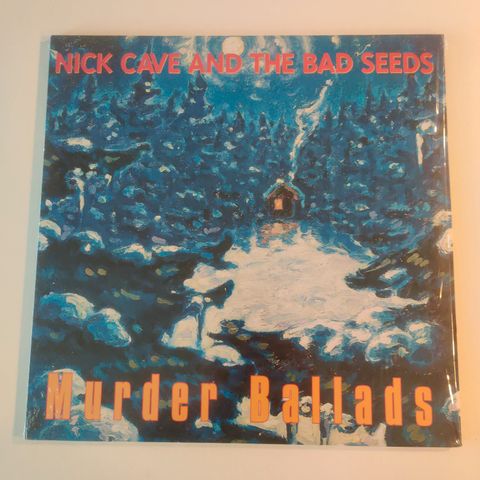 NICK CAVE AND THE BAD SEEDS
Murder Ballads